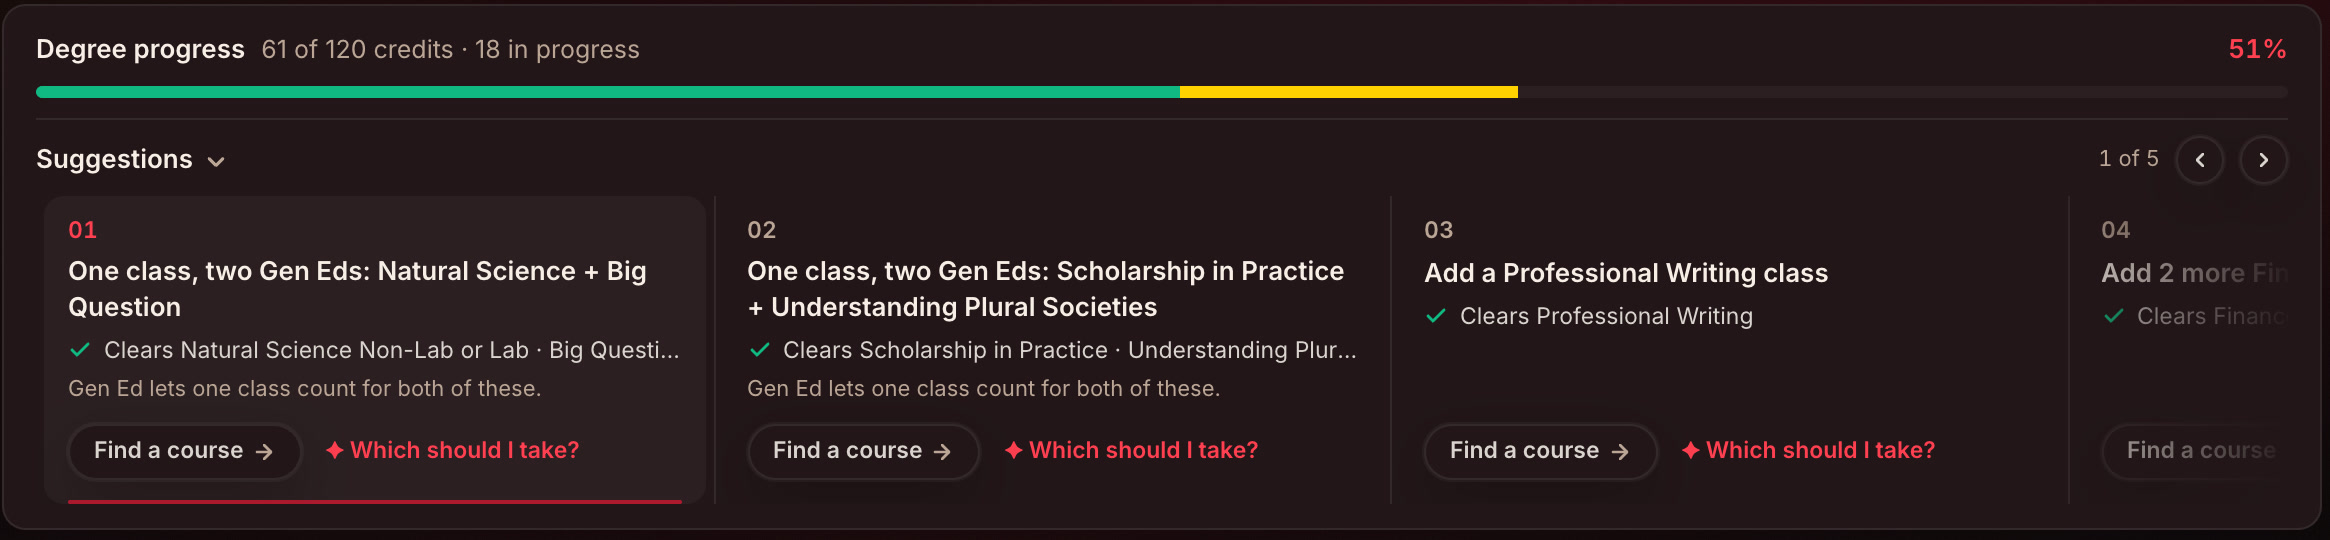 Degree progress 61 of 120 credits · 18 in progress 51%
Suggestions 1 of 5
01
One class, two Gen Eds: Natural Science + Big
Question
Clears Natural Science Non-Lab or Lab · Big Questi...
Gen Ed lets one class count for both of these.
Find a course → Which should I take?
02
One class, two Gen Eds: Scholarship in Practice
+ Understanding Plural Societies
Clears Scholarship in Practice · Understanding Plur...
Gen Ed lets one class count for both of these.
Find a course → Which should I take?
03
Add a Professional Writing class
Clears Professional Writing
Find a course → Which should I take?
04
Add 2 more Fin
Clears Financ
Find a course